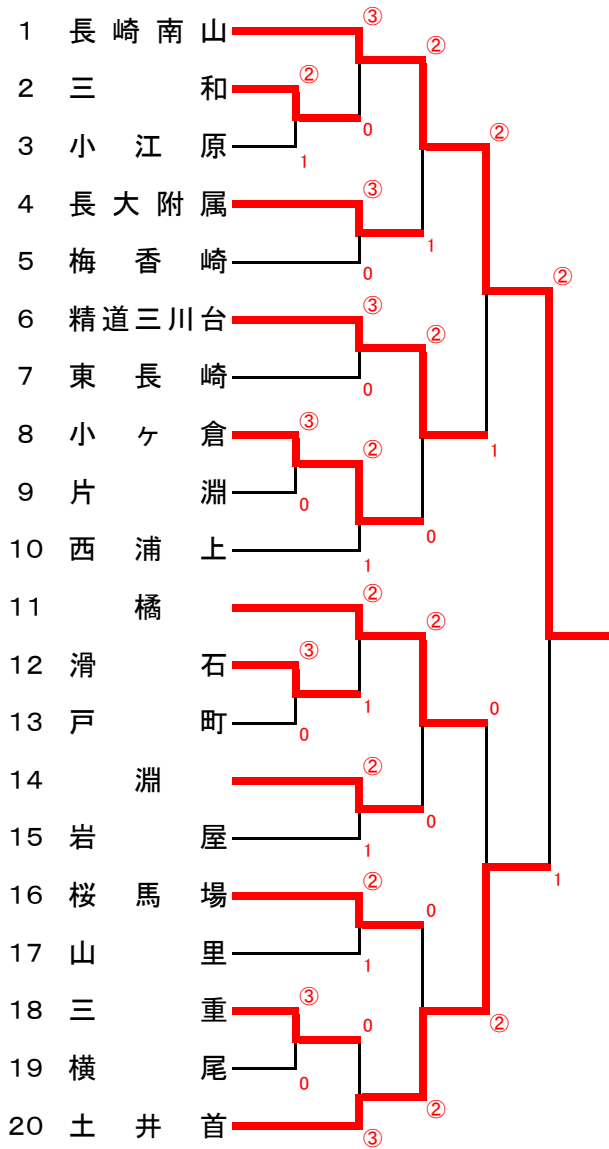 ③
1 長崎南山
②
②
2 三和
②
0
3 小江原
1
③
4 長大附属
1
5 梅香崎
0
②
③
6 精道三川台
②
7 東長崎
0
③
8 小ヶ倉
②
1
9 片淵
0
0
10 西浦上
1
②
11 橘
②
③
12 滑石
1
0
13 戸町
0
②
14 淵
0
15 岩屋
1
1
②
16 桜馬場
0
17 山里
1
③
18 三重
0
②
19 横尾
0
②
20 土井首
③